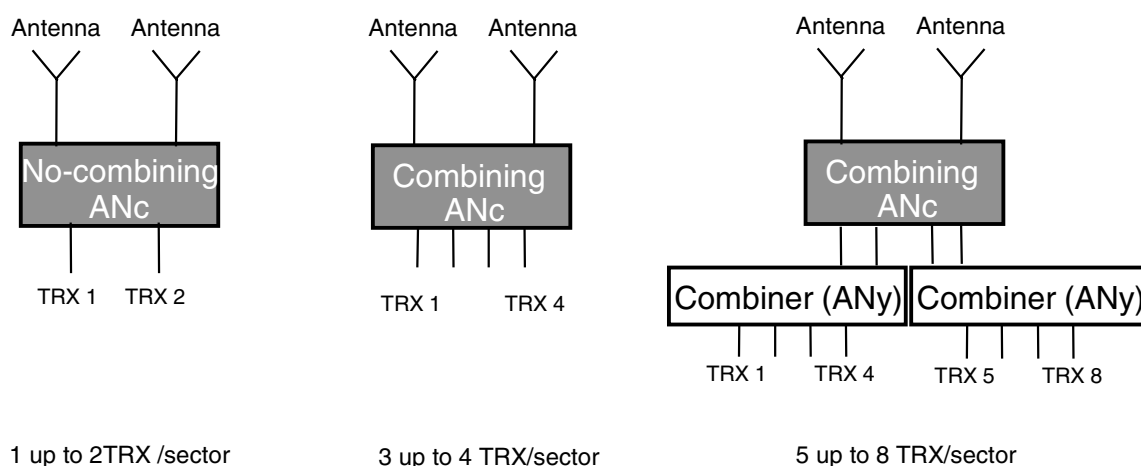 Antenna Antenna
No-combining
ANc
TRX 1 TRX 2
1 up to 2TRX /sector
Antenna Antenna
Combining
ANc
TRX 1 TRX 4
3 up to 4 TRX/sector
Antenna Antenna
Combining
ANc
Combiner (ANy) Combiner (ANy)
TRX 1 TRX 4 TRX 5 TRX 8
5 up to 8 TRX/sector